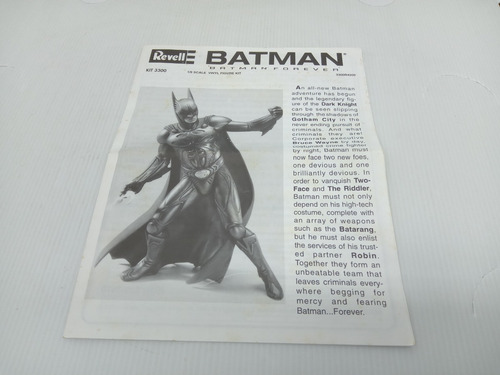 Revell
BATMAN
BATMAN FOREVER
KIT 3300
1/6 SCALE VINYL FIGURE KIT
An all-new Batman
adventure has begun
and the legendary fig-
ure of the Dark Knight
can be seen slipping
through the shadows of
Gotham City in the
never ending pursuit of
criminals. And what
criminals they are!
Corporate executive
Bruce Wayne by day,
costumed crime fighter
by night, Batman must
now face two new foes,
one devious and one
brilliantly devious. In
order to vanquish Two-
Face and The Riddler,
Batman must not only
depend on his high-tech
costume, complete with
an array of weapons
such as the Batarang,
but he must also enlist
the services of his trust-
ed partner Robin.
Together they form an
unbeatable team that
leaves criminals every-
where begging for
mercy and fearing
Batman...Forever.